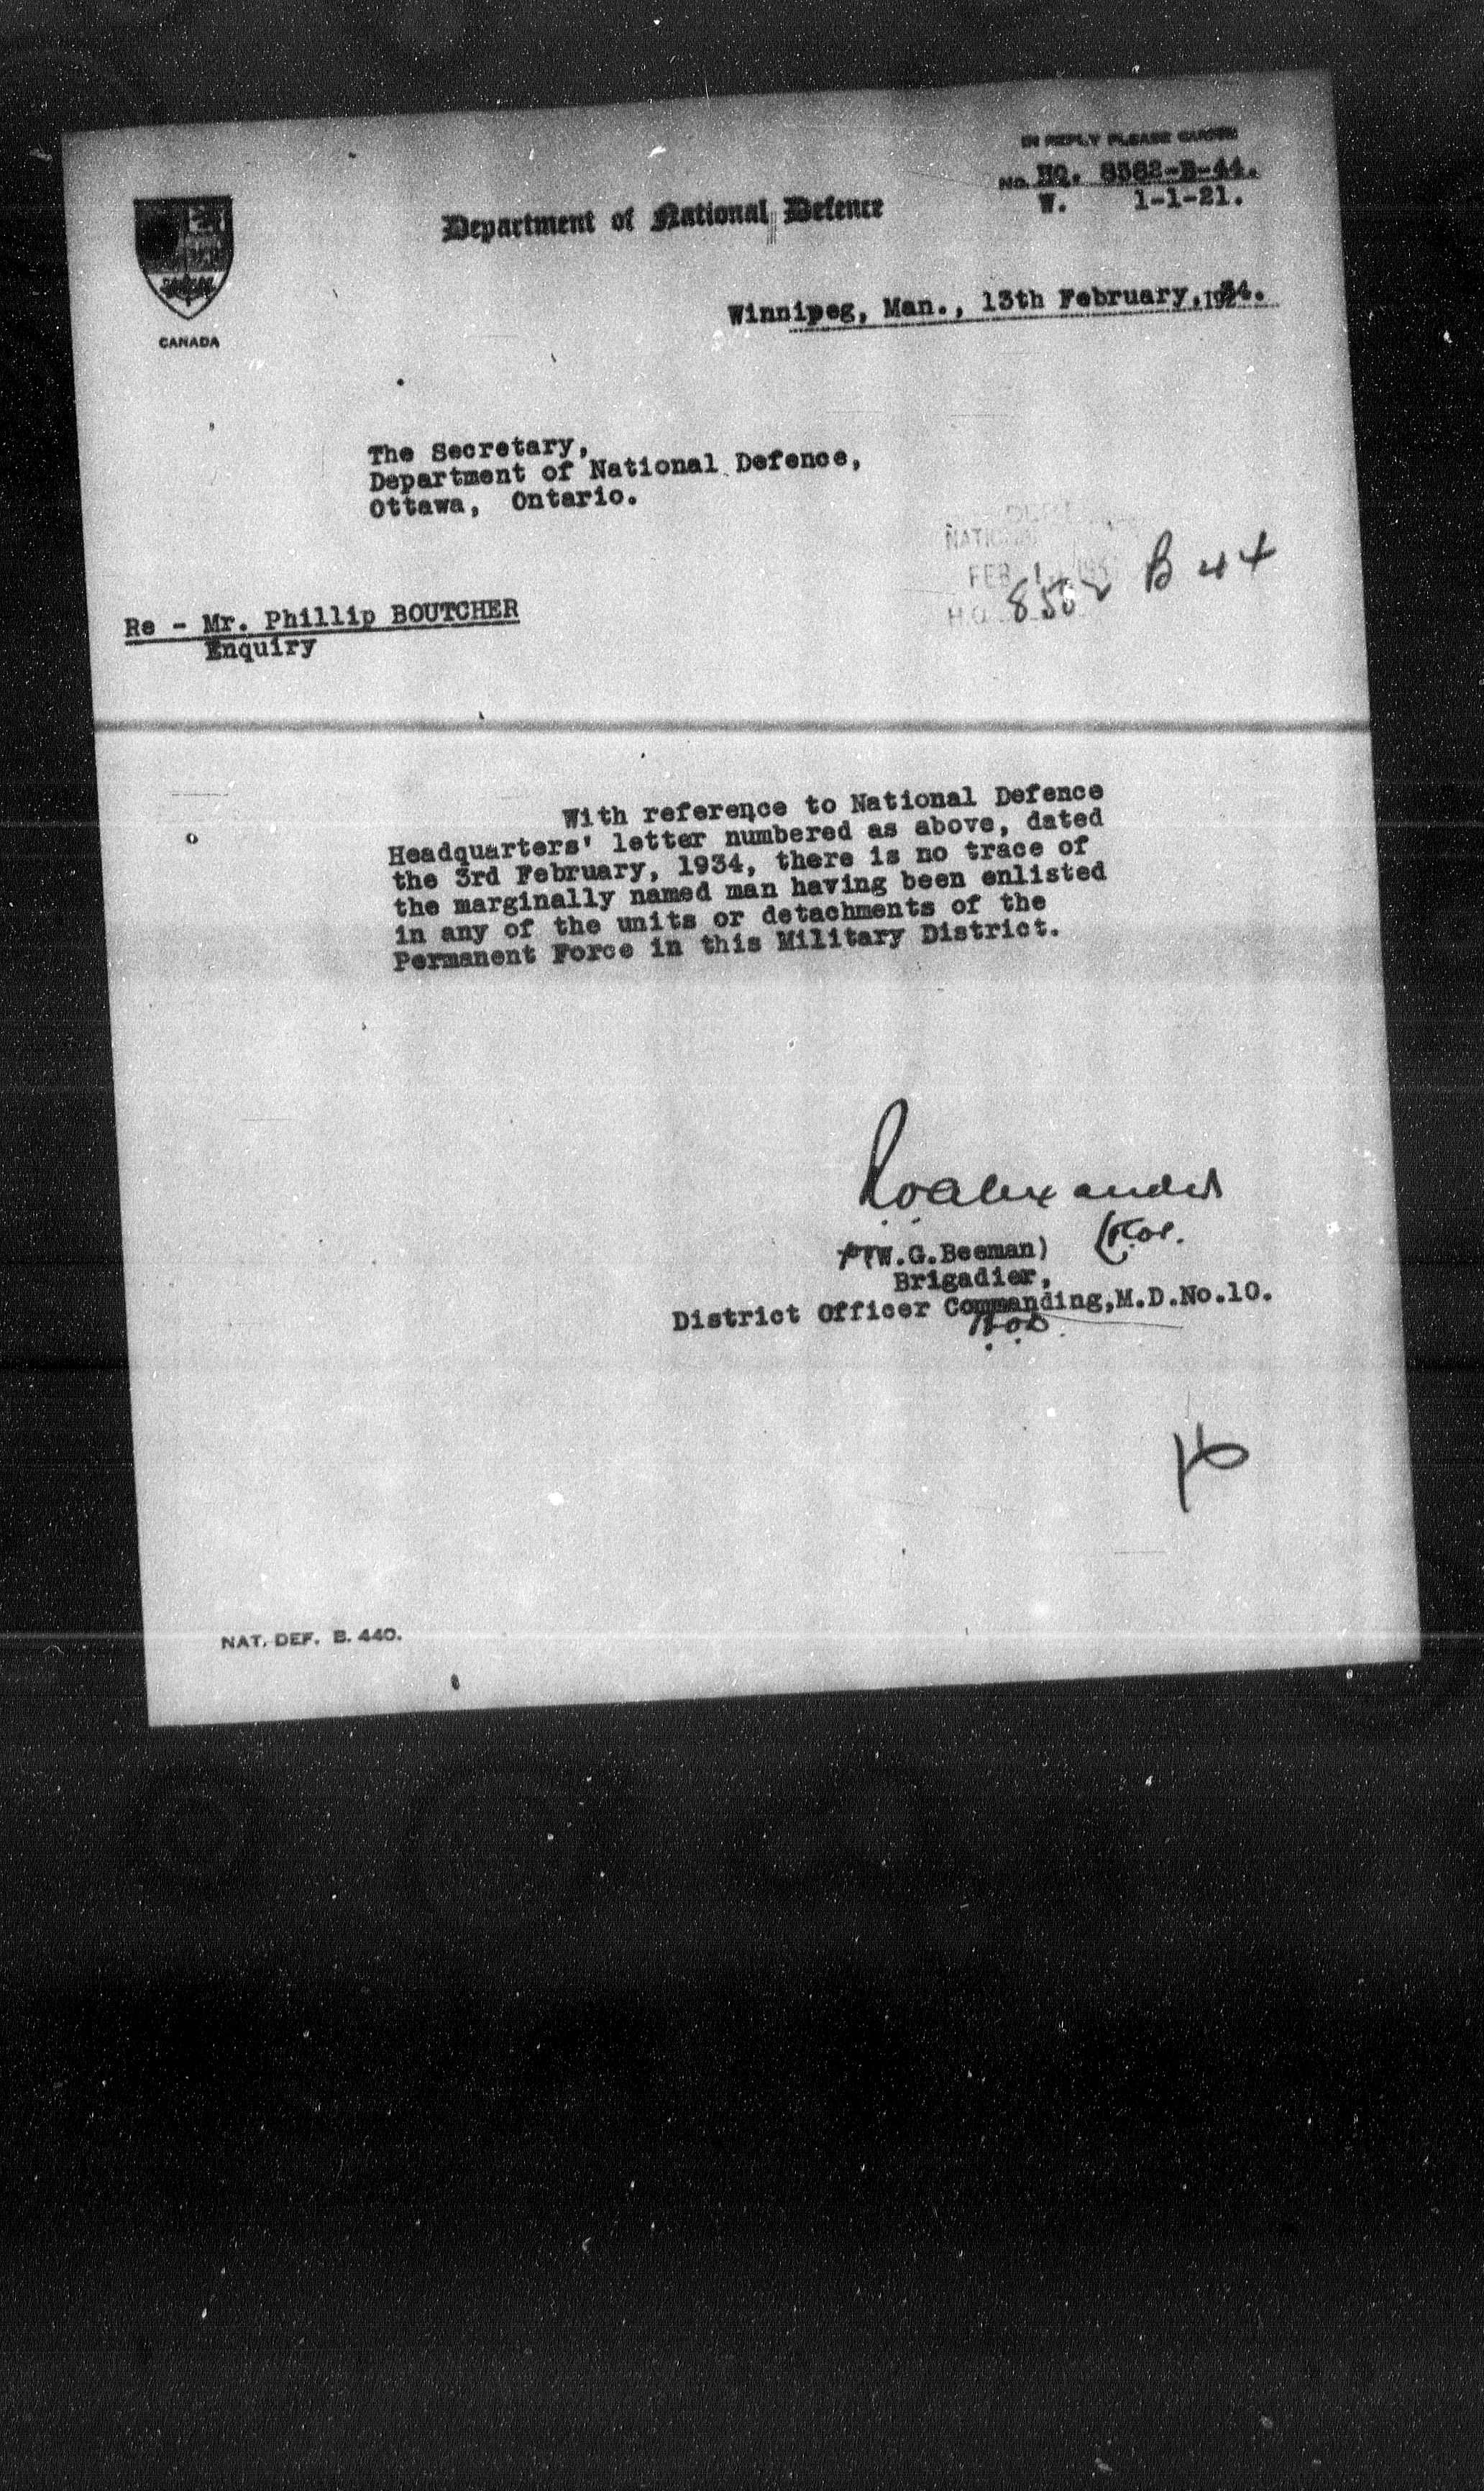 IN REPLY PLEASE QUOTE
No. HQ. 8362-B-44.
W. 1-1-21.
Department of National Defence
CANADA
Winnipeg, Man., 13th February, 1934.
The Secretary,
Department of National Defence,
Ottawa, Ontario.
NATIONAL
FEB
H.Q.
B 44
Re - Mr. Phillip BOUTCHER
Enquiry
With reference to National Defence
Headquarters' letter numbered as above, dated
the 3rd February, 1934, there is no trace of
the marginally named man having been enlisted
in any of the units or detachments of the
Permanent Force in this Military District.
(W.G.Beeman)
Brigadier,
District Officer Commanding, M.D.No.10.
NAT. DEF. B. 440.